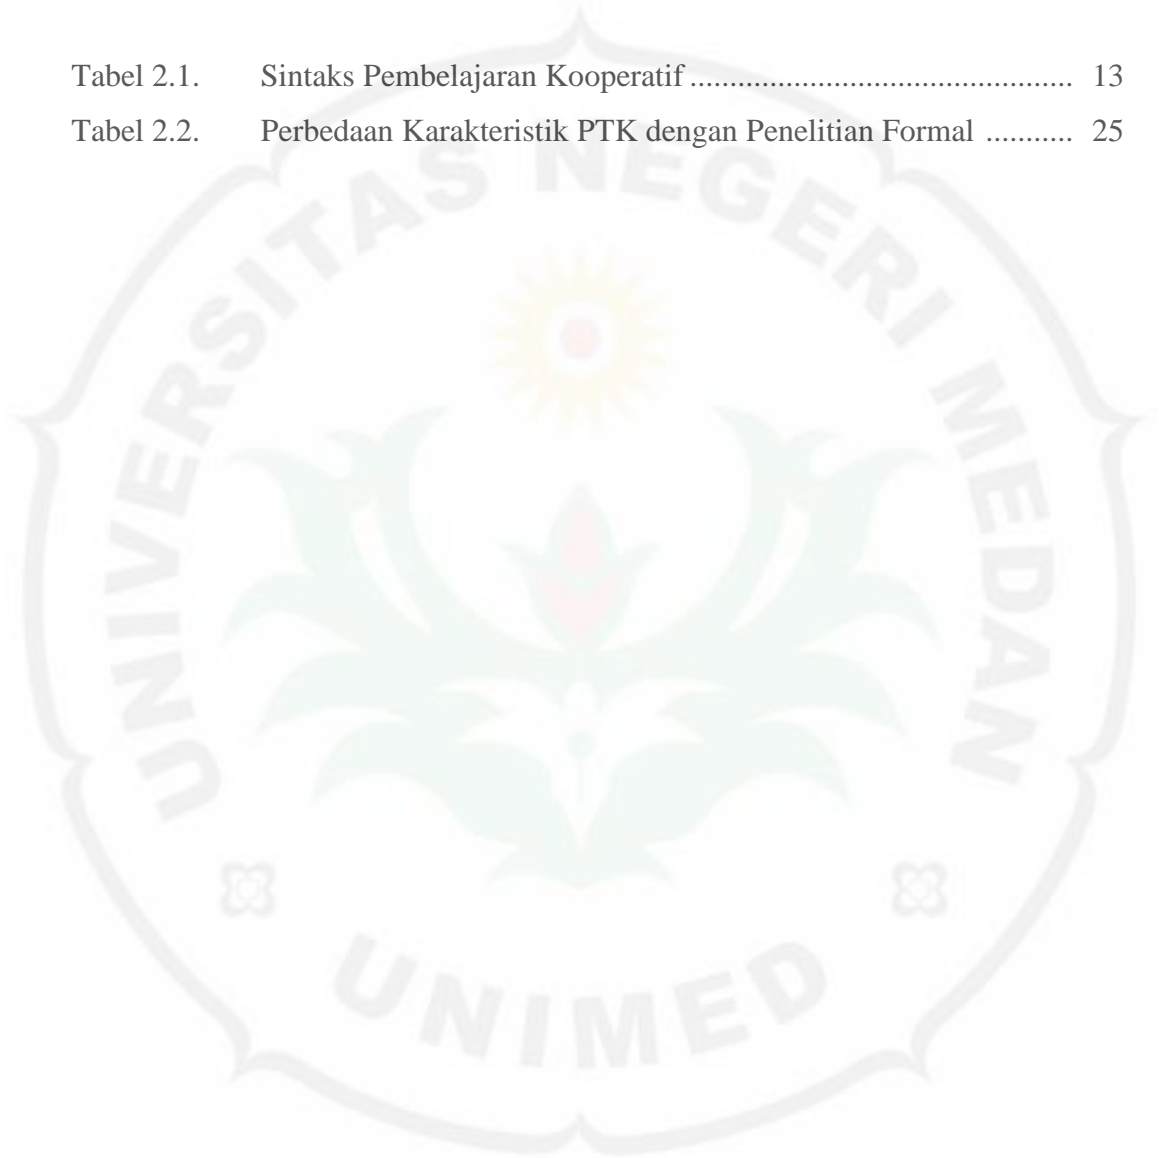 Tabel 2.1. Sintaks Pembelajaran Kooperatif ............................................... 13
Tabel 2.2. Perbedaan Karakteristik PTK dengan Penelitian Formal ........... 25
UNIVERSITAS NEGERI MEDAN
UNIMED